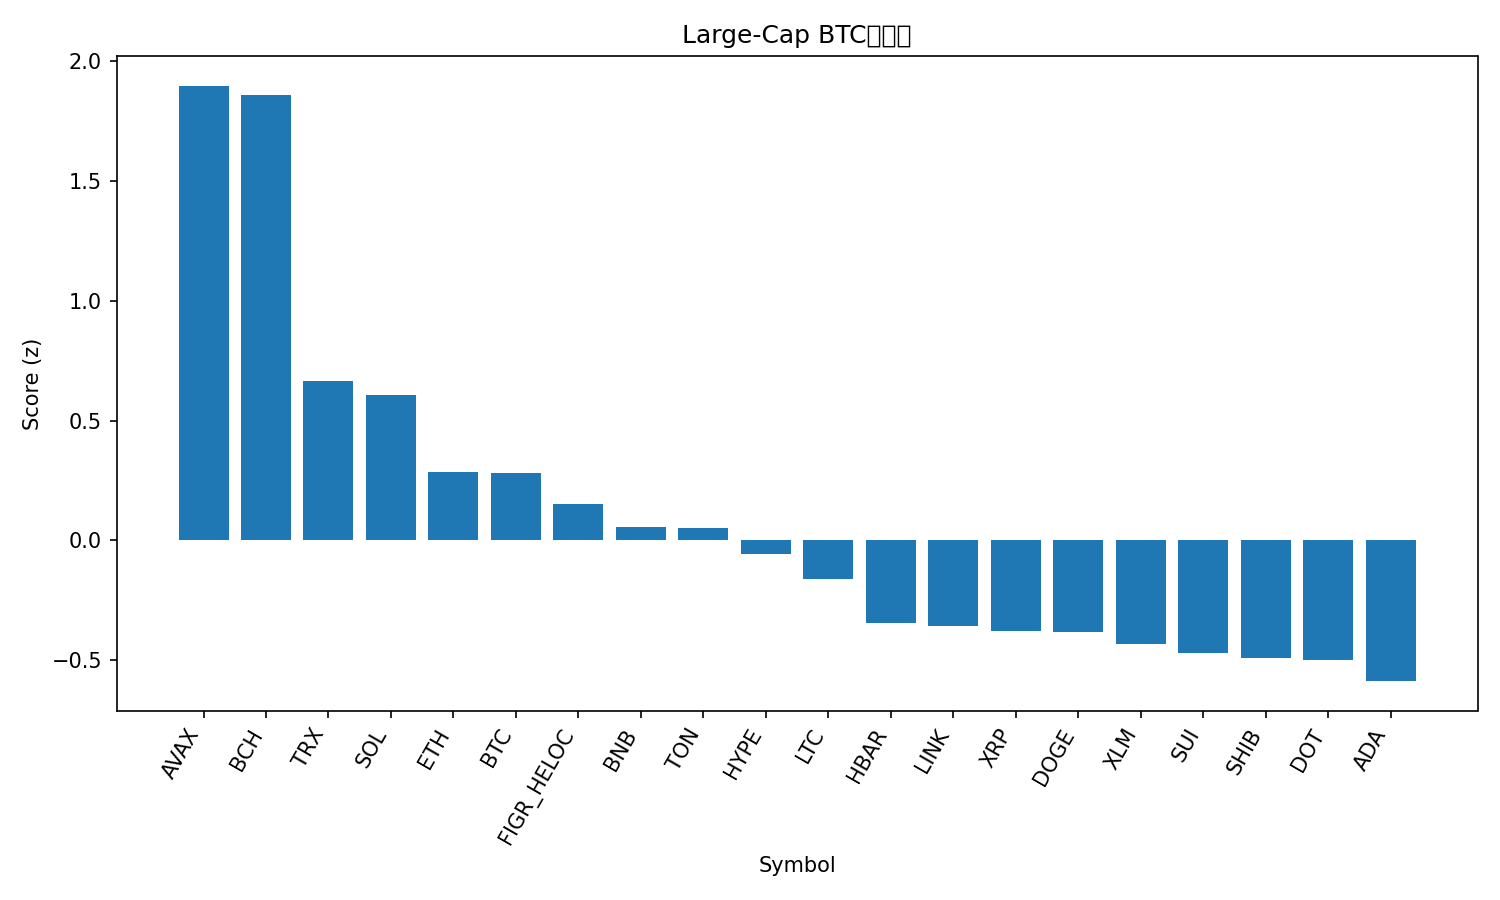 Large-Cap BTC
2.0
1.5
1.0
0.5
0.0
−0.5
Score (z)
AVAX
BCH
TRX
SOL
ETH
BTC
FIGR_HELOC
BNB
TON
HYPE
LTC
HBAR
LINK
XRP
DOGE
XLM
SUI
SHIB
DOT
ADA
Symbol